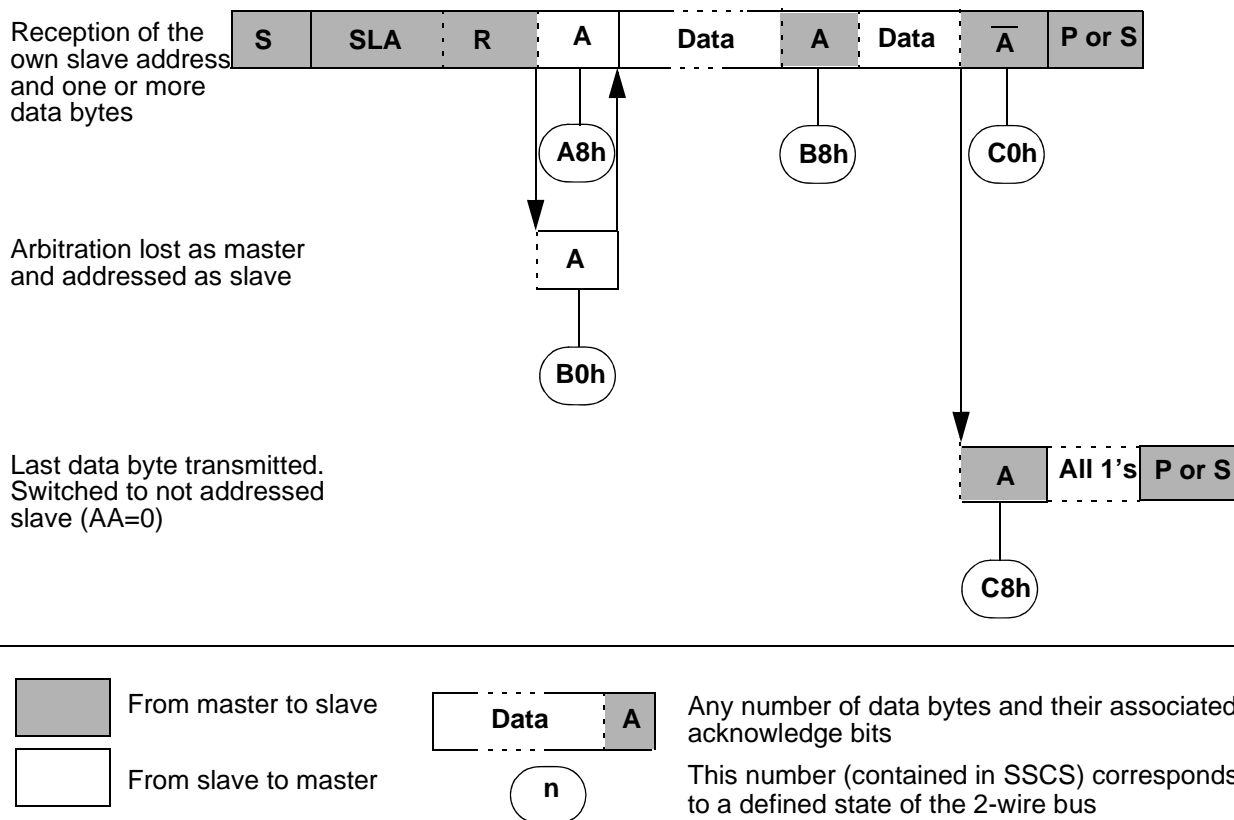 Reception of the
own slave address
and one or more
data bytes
S SLA R A Data A Data A̅ P or S
A8h B8h C0h
Arbitration lost as master
and addressed as slave
A
B0h
Last data byte transmitted.
Switched to not addressed
slave (AA=0)
A All 1's P or S
C8h
From master to slave
From slave to master
Data A
n
Any number of data bytes and their associated
acknowledge bits
This number (contained in SSCS) corresponds
to a defined state of the 2-wire bus